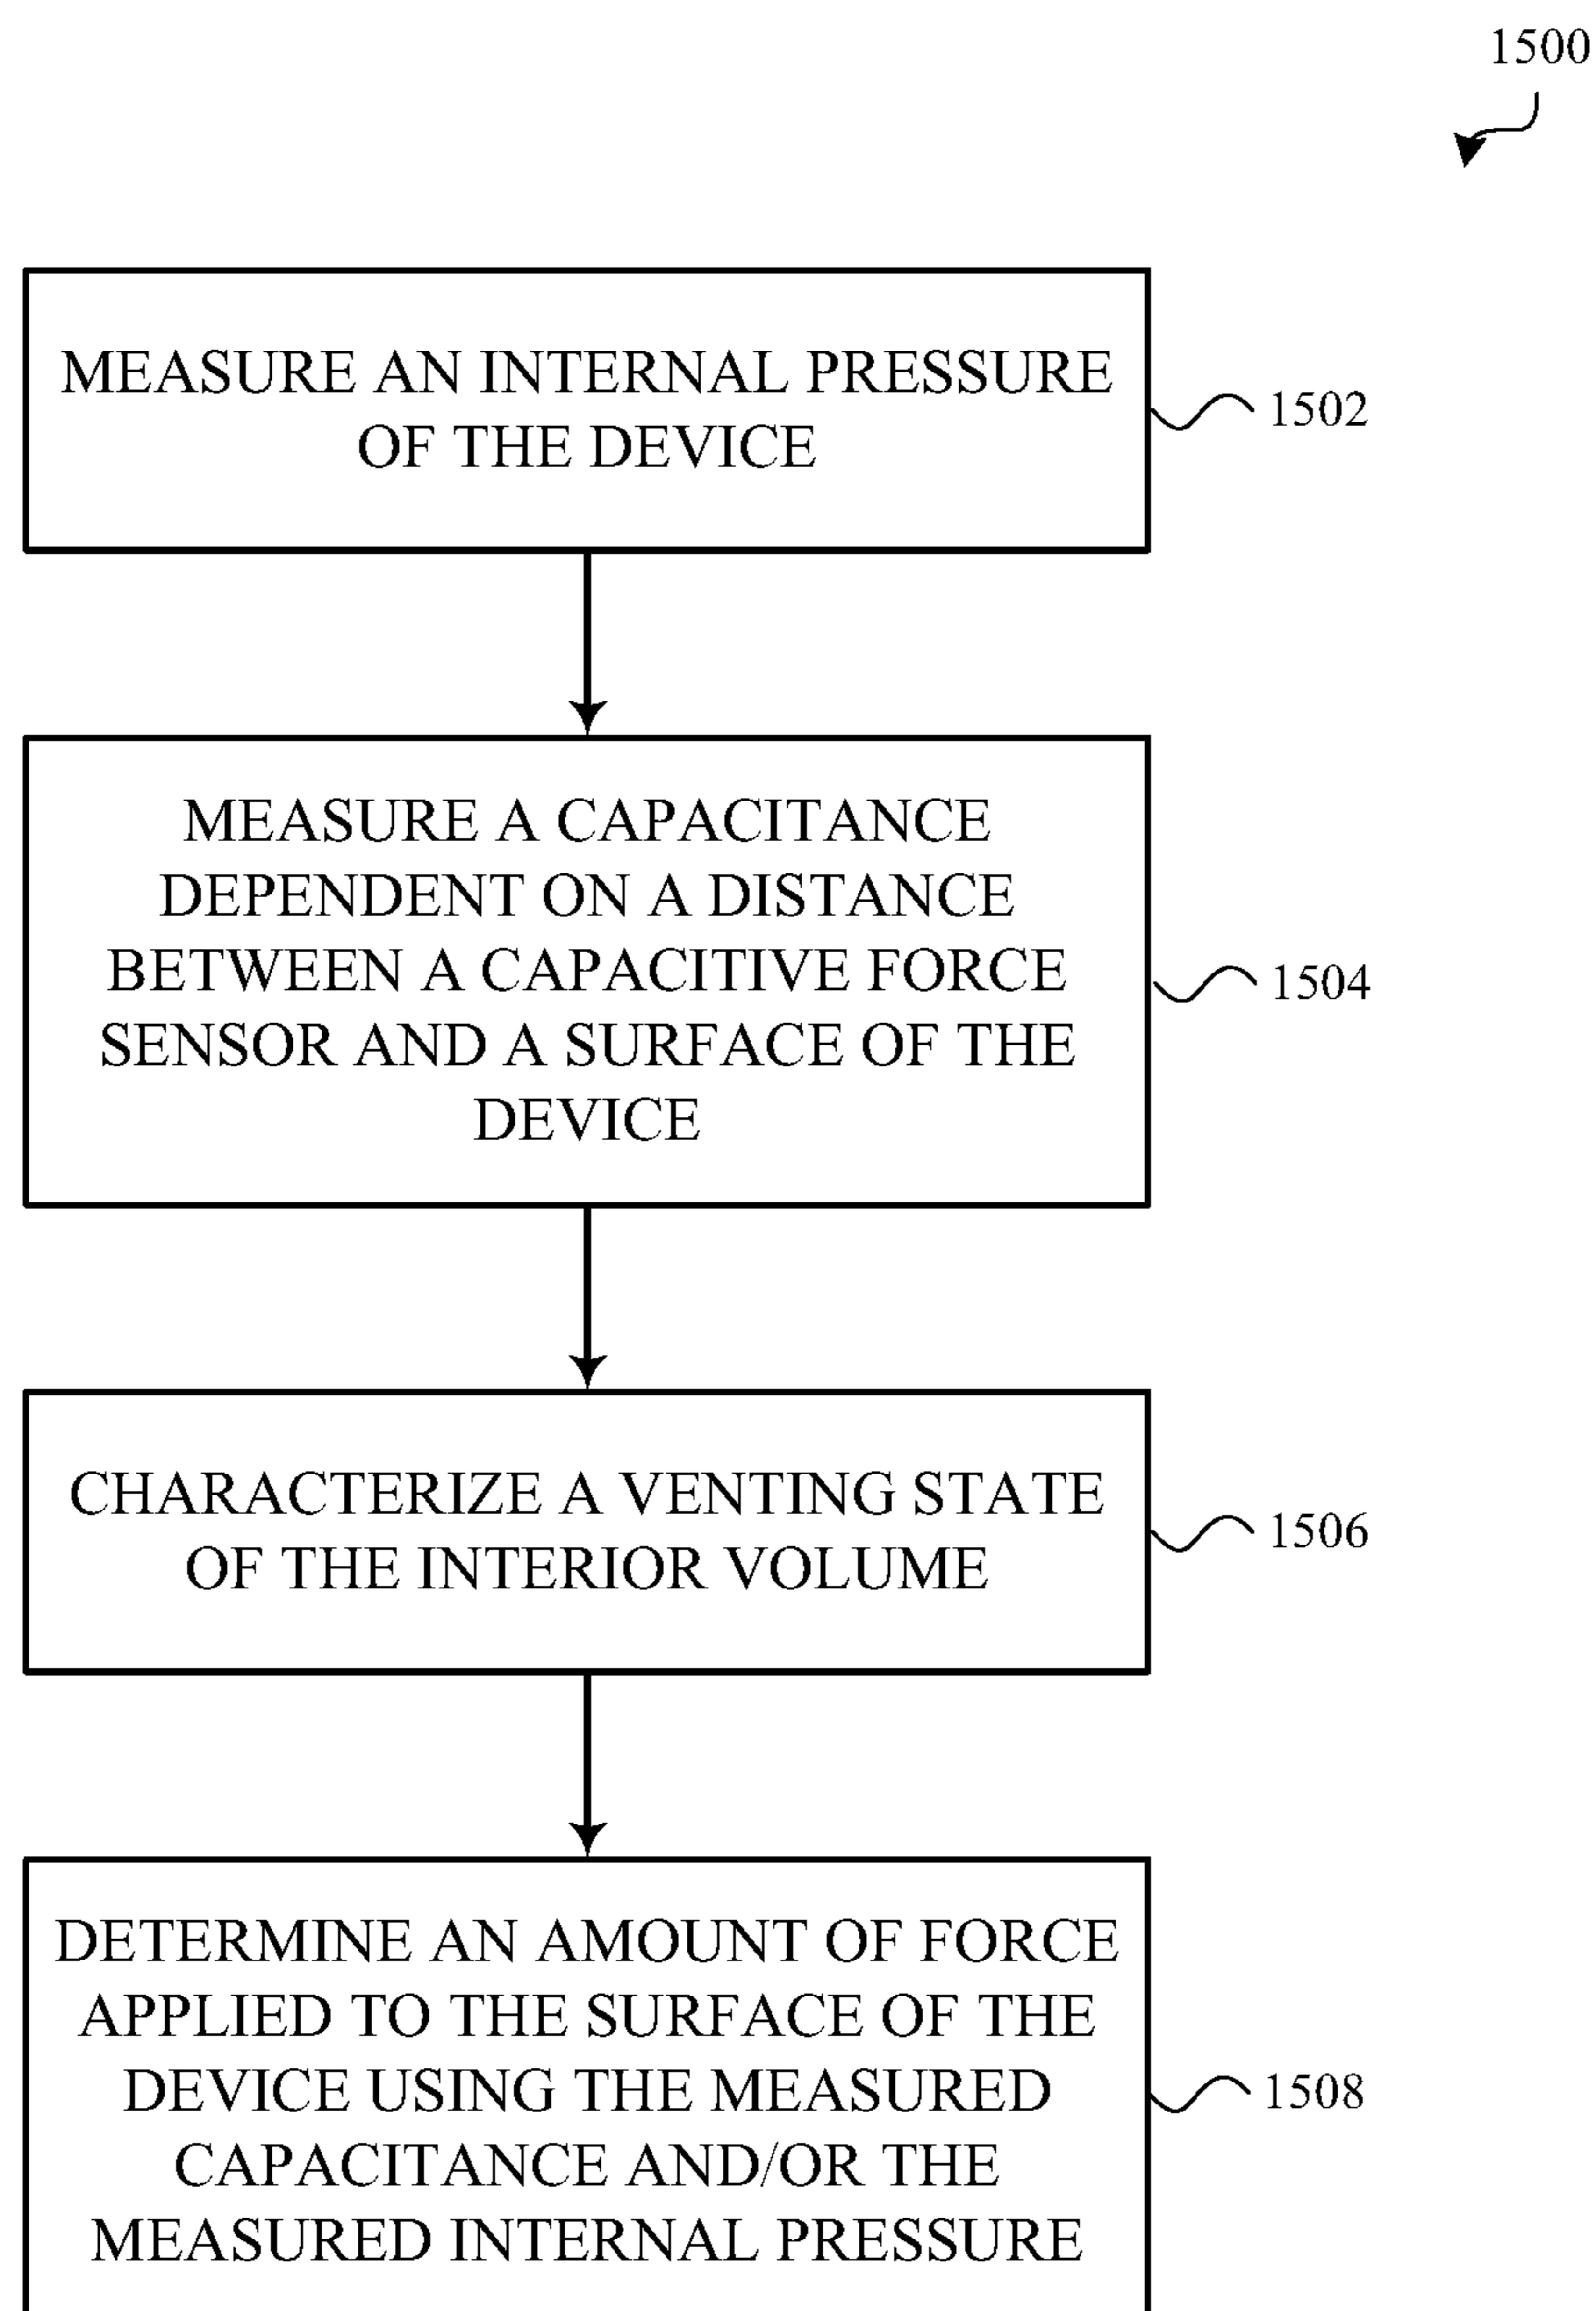 1500
MEASURE AN INTERNAL PRESSURE
OF THE DEVICE
1502
MEASURE A CAPACITANCE
DEPENDENT ON A DISTANCE
BETWEEN A CAPACITIVE FORCE
SENSOR AND A SURFACE OF THE
DEVICE
1504
CHARACTERIZE A VENTING STATE
OF THE INTERIOR VOLUME
1506
DETERMINE AN AMOUNT OF FORCE
APPLIED TO THE SURFACE OF THE
DEVICE USING THE MEASURED
CAPACITANCE AND/OR THE
MEASURED INTERNAL PRESSURE
1508